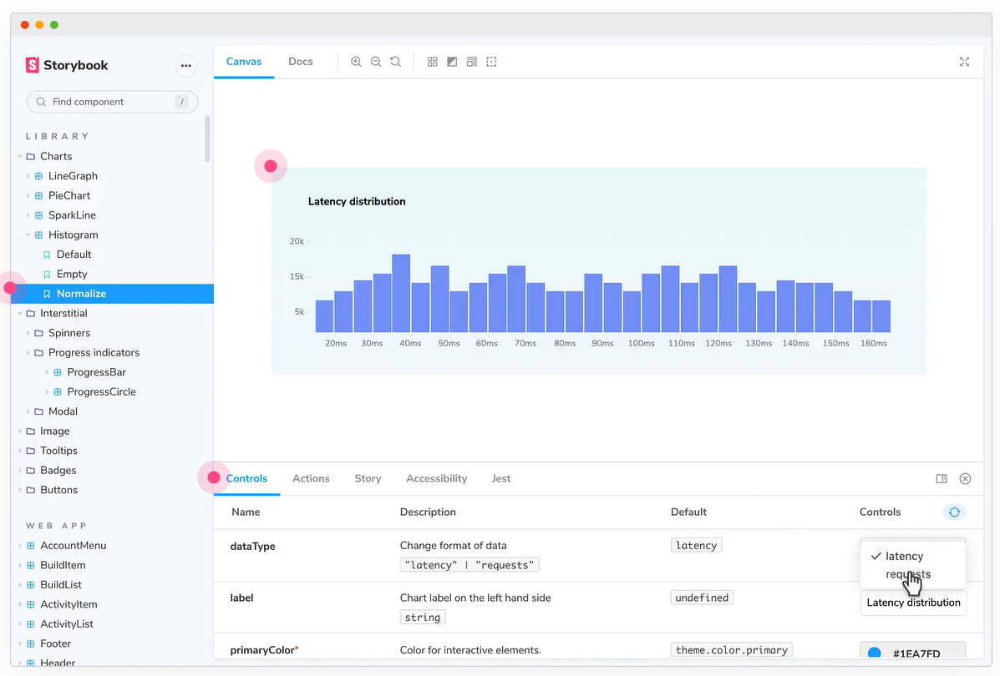 Storybook
Find component /
LIBRARY
Charts
LineGraph
PieChart
SparkLine
Histogram
Default
Empty
Normalize
Interstitial
Spinners
Progress indicators
ProgressBar
ProgressCircle
Modal
Image
Tooltips
Badges
Buttons
WEB APP
AccountMenu
BuildItem
BuildList
ActivityItem
ActivityList
Footer
Header
Canvas Docs
Latency distribution
20k
15k
5k
20ms 30ms 40ms 50ms 60ms 70ms 80ms 90ms 100ms 110ms 120ms 130ms 140ms 150ms 160ms
Controls Actions Story Accessibility Jest
Name Description Default Controls
dataType Change format of data latency
"latency" | "requests"
latency
requests
label Chart label on the left hand side undefined Latency distribution
string
primaryColor* Color for interactive elements. theme.color.primary #1EA7FD